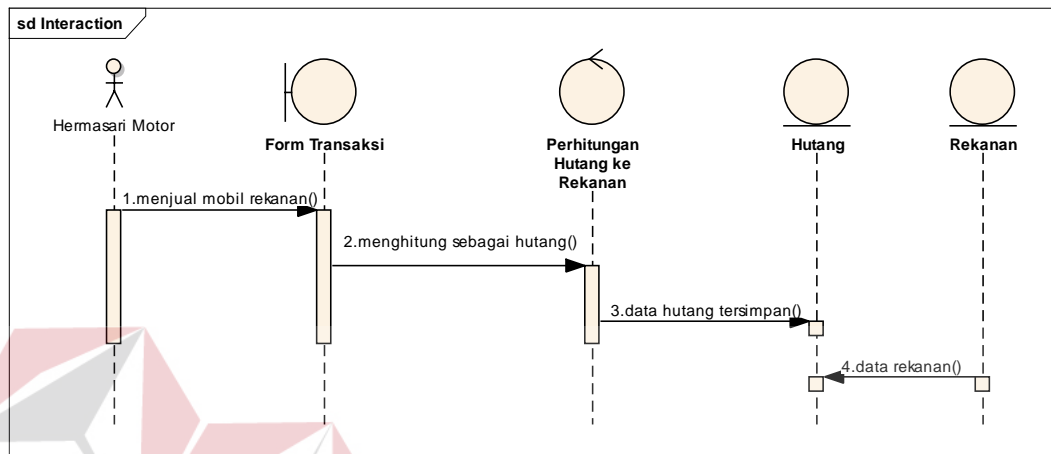 sd Interaction
Hermasari Motor
Form Transaksi
Perhitungan
Hutang ke
Rekanan
Hutang
Rekanan
1.menjual mobil rekanan()
2.menghitung sebagai hutang()
3.data hutang tersimpan()
4.data rekanan()